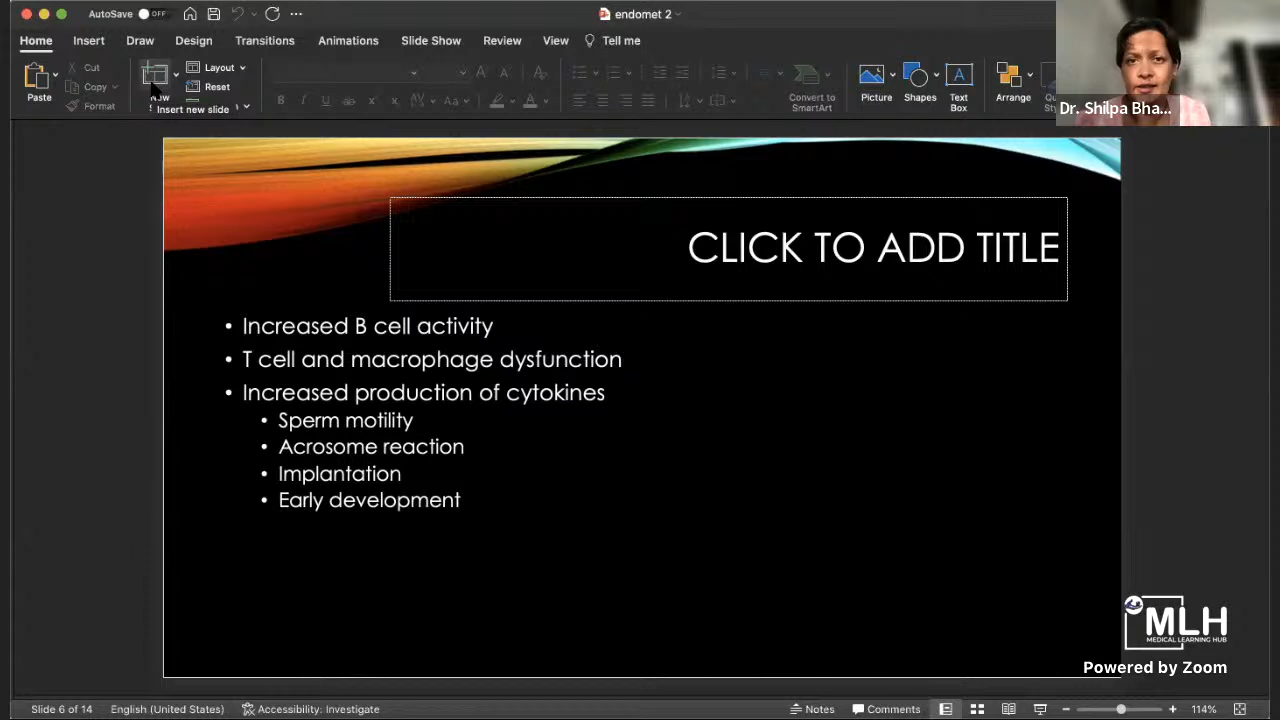 AutoSave OFF
endomet 2
Home Insert Draw Design Transitions Animations Slide Show Review View Tell me
Paste
Cut
Copy
Format
New
Insert new slide
Layout
Reset
Convert to
SmartArt
Picture
Shapes
Text
Box
Arrange
Dr. Shilpa Bha...
CLICK TO ADD TITLE
• Increased B cell activity
• T cell and macrophage dysfunction
• Increased production of cytokines
• Sperm motility
• Acrosome reaction
• Implantation
• Early development
MLH
MEDICAL LEARNING HUB
Powered by Zoom
Slide 6 of 14 English (United States) Accessibility: Investigate Notes Comments 114%